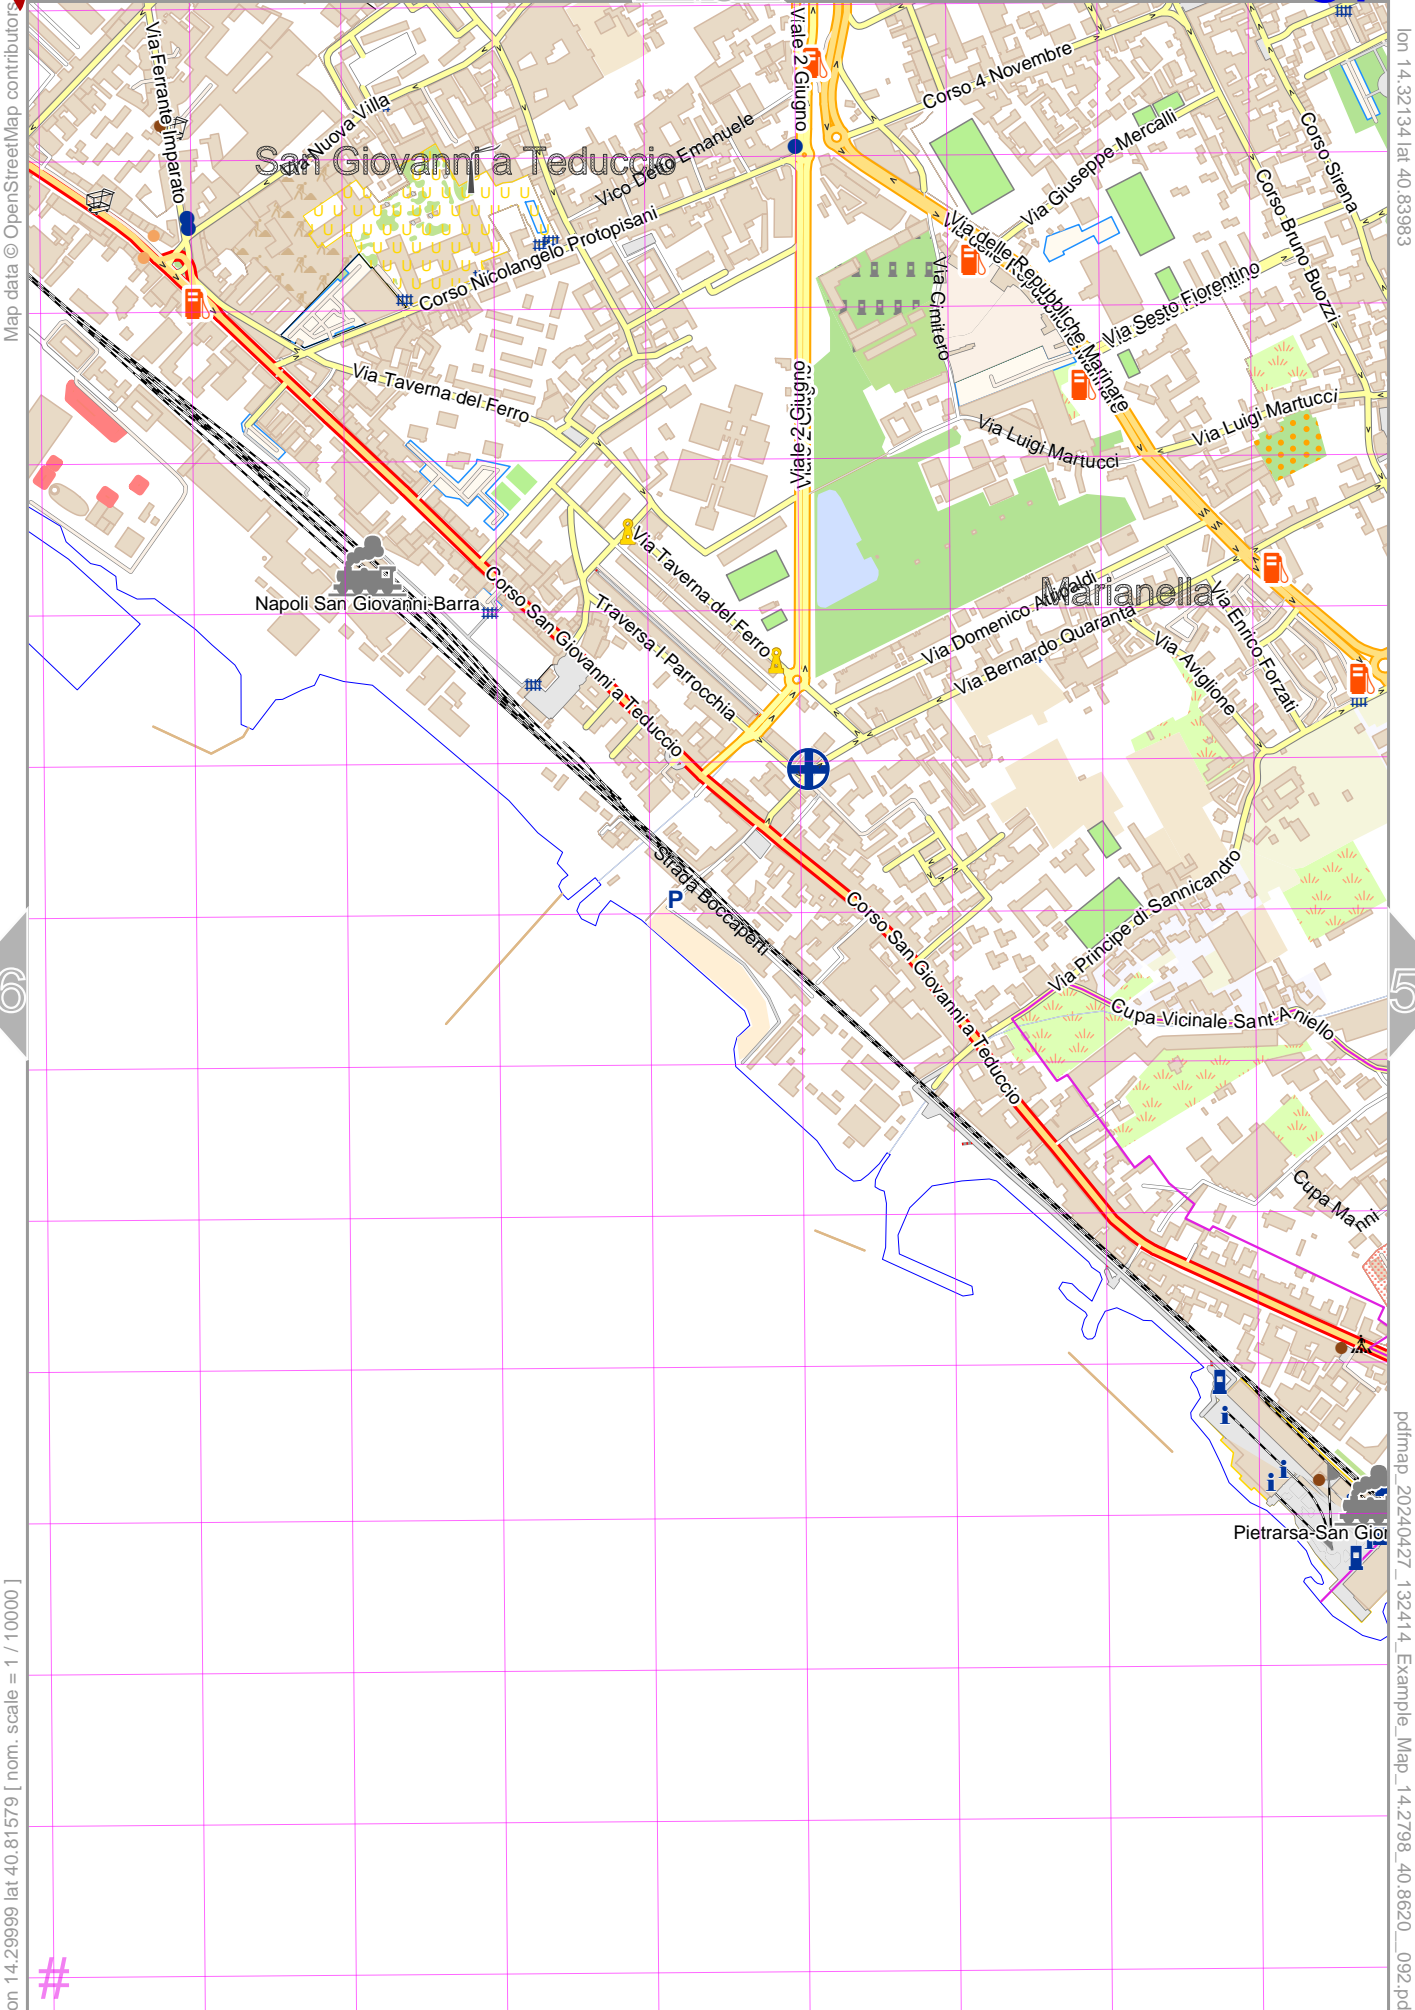 Map data © OpenStreetMap contributors
lon 14.32134 lat 40.83983
Via Ferrante Imparato
Via Nuova Villa
San Giovanni a Teduccio
Vico Detto Emanuele
Viale 2 Giugno
Corso 4 Novembre
Via Giuseppe Mercalli
Corso Sirena
Corso Bruno Buozzi
Corso Nicolangelo Protopisani
Via delle Repubbliche Marinare
Via Cimitero
Via Sesto Fiorentino
Via Taverna del Ferro
Viale 2 Giugno
Via Luigi Martucci
Via Luigi Martucci
Napoli San Giovanni-Barra
Corso San Giovanni a Teduccio
Via Taverna del Ferro
Traversa I Parrocchia
Marianella
Via Domenico Atripaldi
Via Bernardo Quaranta
Via Aviglione
Via Enrico Forzati
Strada Boccaperti
P
Corso San Giovanni a Teduccio
Via Principe di Sannicandro
Cupa Vicinale Sant'Aniello
6
5
Cupa Manni
i
i
i
Pietrarsa-San Gior
on 14.29999 lat 40.81579 [ nom. scale = 1 / 10000 ]
pdfmap_20240427_132414_Example_Map_14.2798_40.8620__092.pd
#